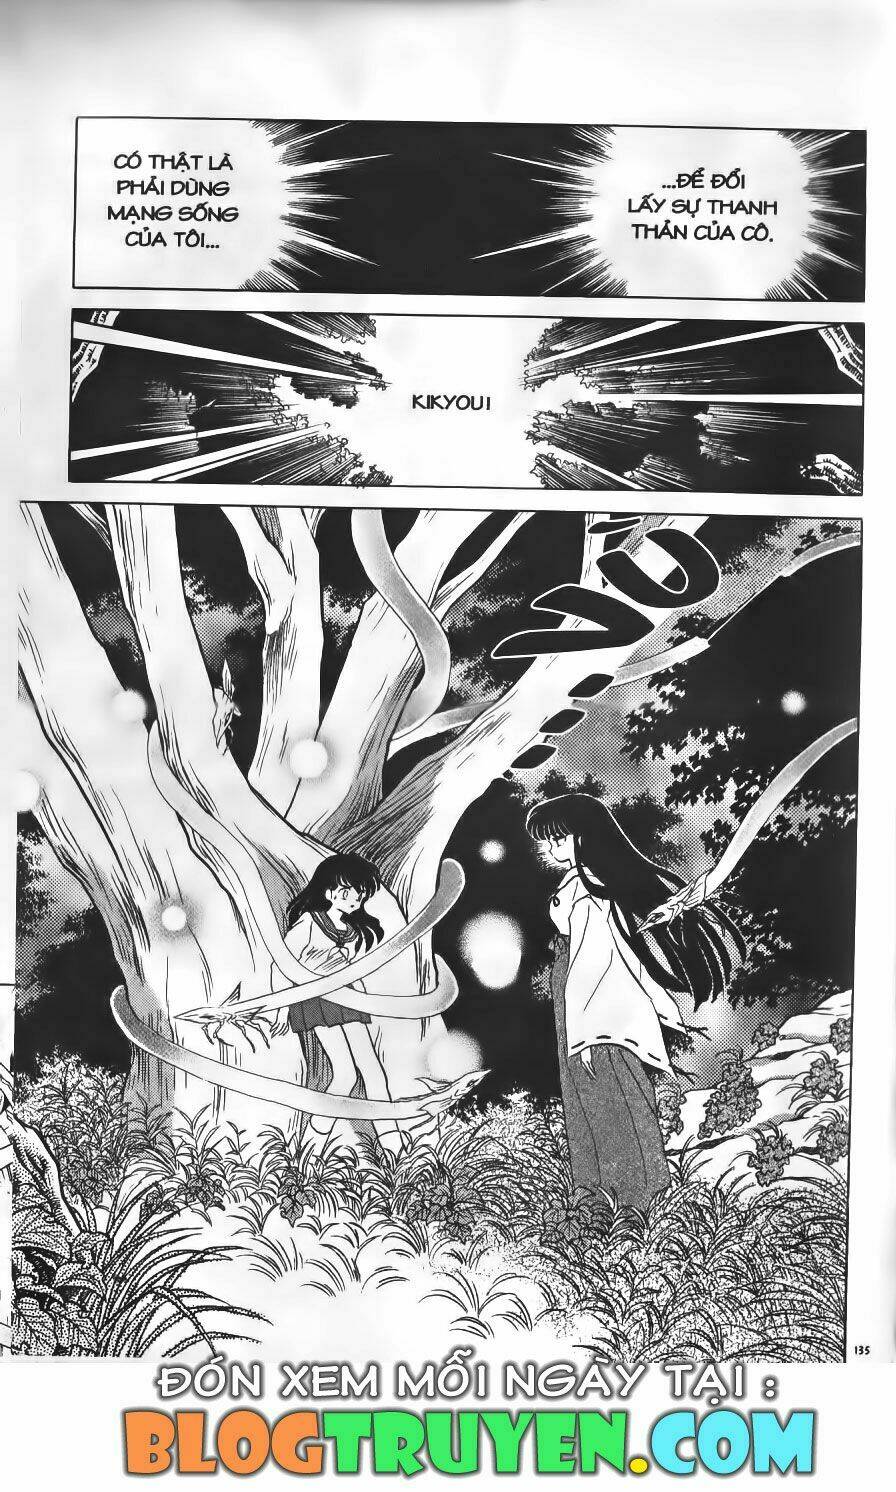 CÓ THẬT LÀ
PHẢI DÙNG
MẠNG SỐNG
CỦA TÔI...
...ĐỂ ĐỔI
LẤY SỰ THANH
THẢN CỦA CÔ.
KIKYOU!
VÙ
135
ĐÓN XEM MỖI NGÀY TẠI :
BLOGTRUYEN.COM